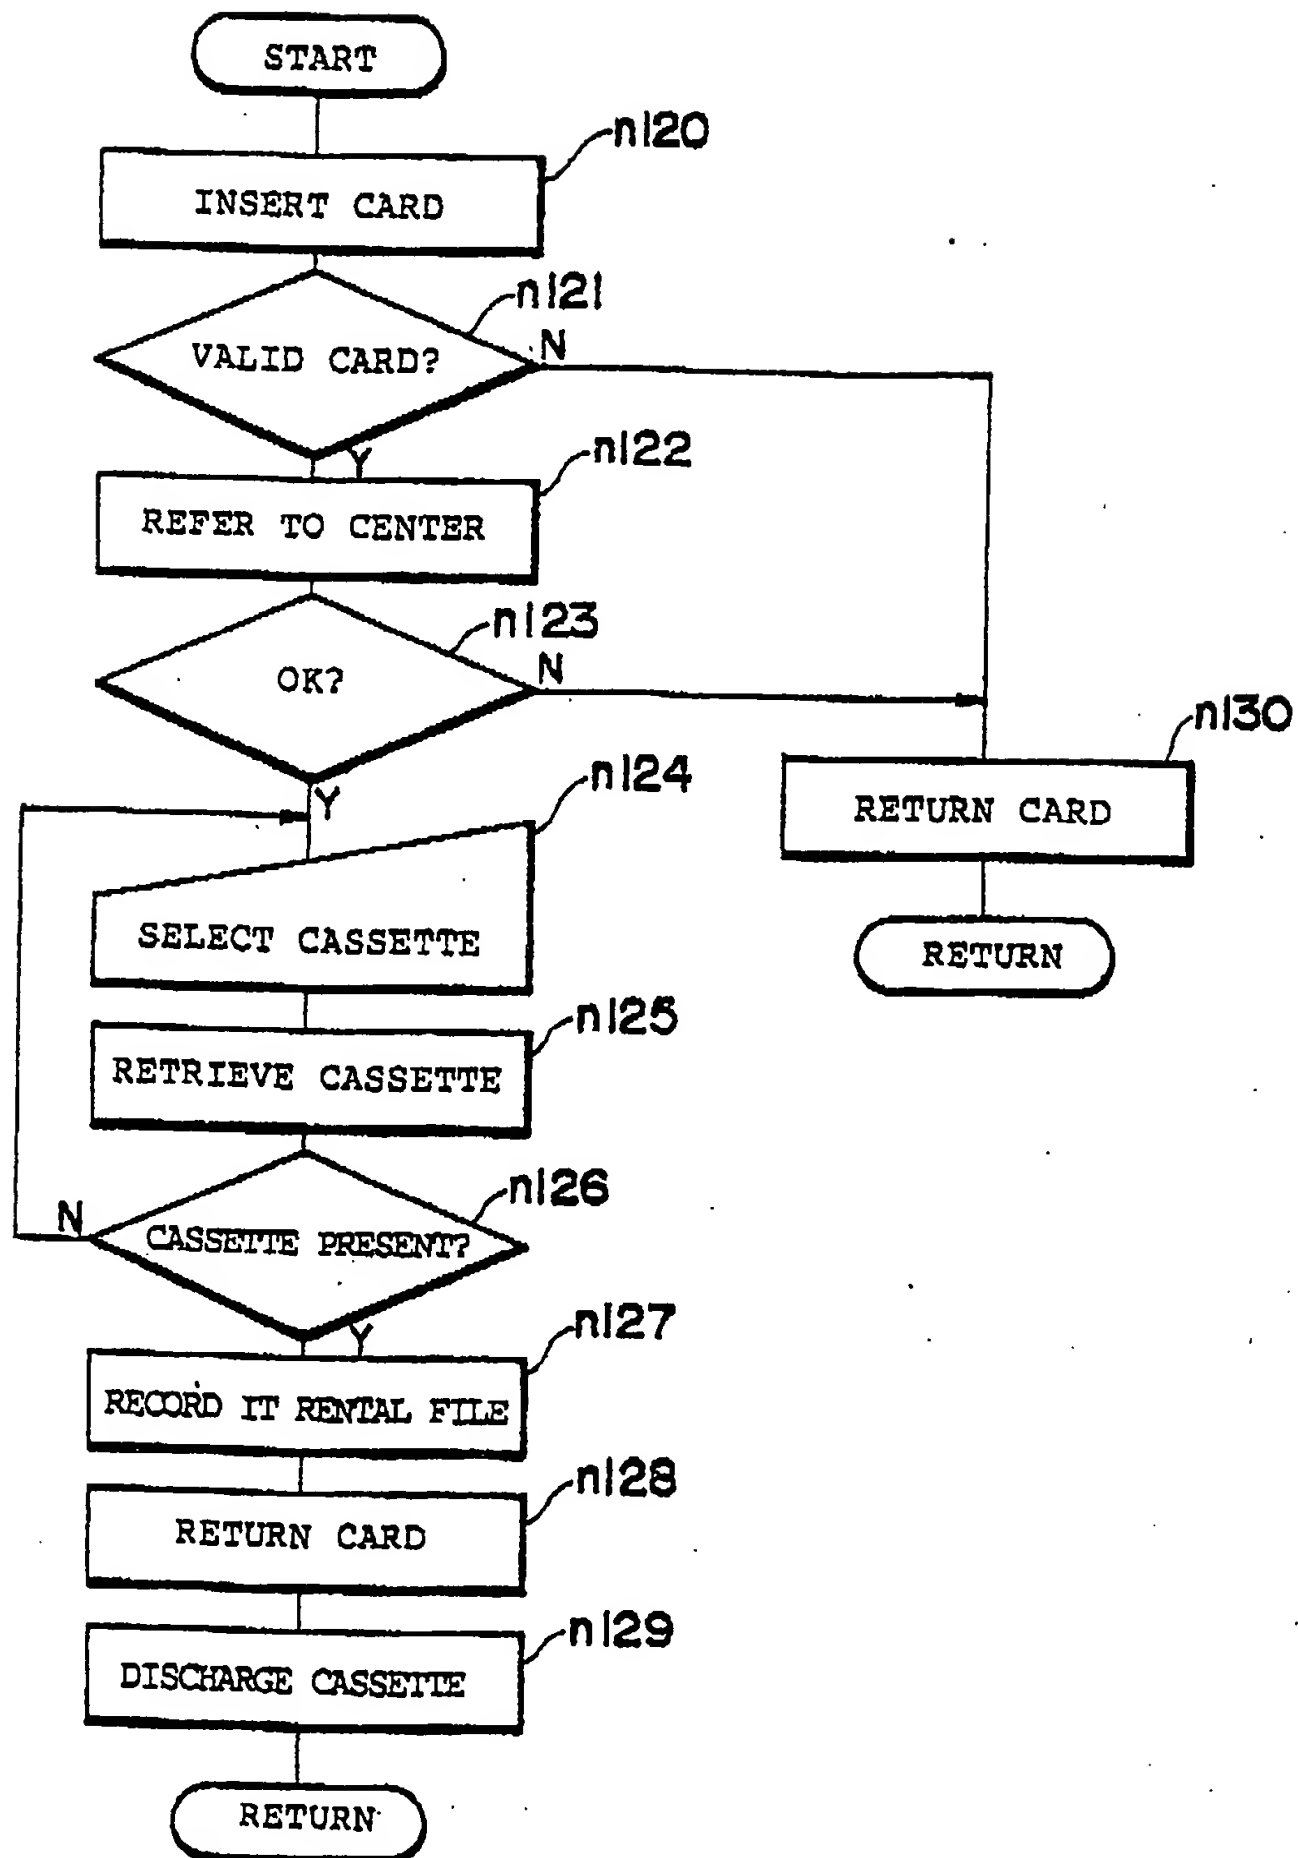 START
n120
INSERT CARD
n121
VALID CARD?
N
Y
n122
REFER TO CENTER
n123
OK?
N
Y
n130
RETURN CARD
RETURN
n124
SELECT CASSETTE
n125
RETRIEVE CASSETTE
n126
CASSETTE PRESENT?
N
Y
n127
RECORD IT RENTAL FILE
n128
RETURN CARD
n129
DISCHARGE CASSETTE
RETURN